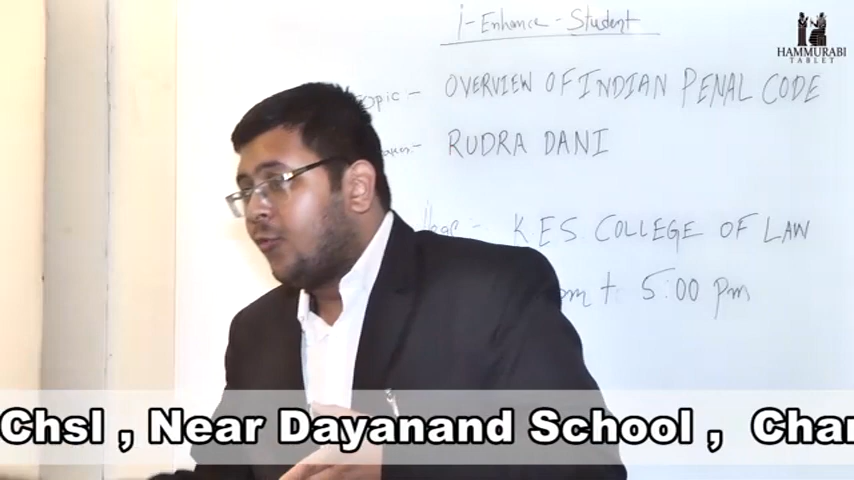 i-Enhance-Student
HAMMURABI
TABLET
Topic - OVERVIEW OF INDIAN PENAL CODE
RUDRA DANI
K.E.S. COLLEGE OF LAW
5:00 pm
Chsl , Near Dayanand School ,